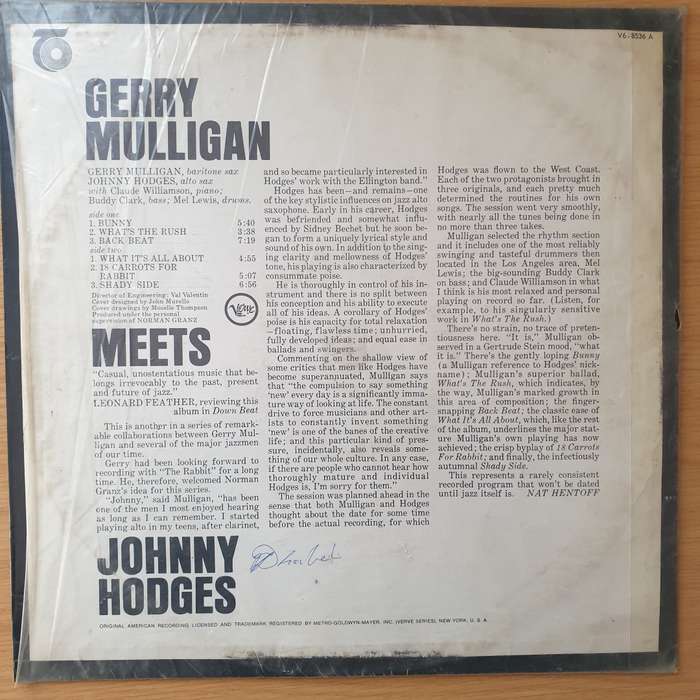 V6-8536 A
GERRY
MULLIGAN
GERRY MULLIGAN, baritone sax
JOHNNY HODGES, alto sax
with Claude Williamson, piano;
Buddy Clark, bass; Mel Lewis, drums.
side one
1. BUNNY 5:40
2. WHAT'S THE RUSH 3:38
3. BACK BEAT 7:19
side two
1. WHAT IT'S ALL ABOUT 4:55
2. 18 CARROTS FOR
RABBIT 5:07
3. SHADY SIDE 6:56
Director of Engineering: Val Valentin
Cover designed by John Murello
Cover drawings by Menelle Thompson
Produced under the personal
supervision of NORMAN GRANZ
Verve
MEETS
"Casual, unostentatious music that be-
longs irrevocably to the past, present
and future of jazz."
LEONARD FEATHER, reviewing this
album in Down Beat
This is another in a series of remark-
able collaborations between Gerry Mul-
ligan and several of the major jazzmen
of our time.
Gerry had been looking forward to
recording with "The Rabbit" for a long
time. He, therefore, welcomed Norman
Granz's idea for this series.
"Johnny," said Mulligan, "has been
one of the men I most enjoyed hearing
as long as I can remember. I started
playing alto in my teens, after clarinet,
JOHNNY
HODGES
and so became particularly interested in
Hodges' work with the Ellington band."
Hodges has been—and remains—one
of the key stylistic influences on jazz alto
saxophone. Early in his career, Hodges
was befriended and somewhat influ-
enced by Sidney Bechet but he soon be-
gan to form a uniquely lyrical style and
sound of his own. In addition to the sing-
ing clarity and mellowness of Hodges'
tone, his playing is also characterized by
consummate poise.
He is thoroughly in control of his in-
strument and there is no split between
his conception and his ability to execute
all of his ideas. A corollary of Hodges'
poise is his capacity for total relaxation
—floating, flawless time; unhurried,
fully developed ideas; and equal ease in
ballads and swingers.
Commenting on the shallow view of
some critics that men like Hodges have
become superannuated, Mulligan says
that "the compulsion to say something
'new' every day is a significantly imma-
ture way of looking at life. The constant
drive to force musicians and other art-
ists to constantly invent something
'new' is one of the banes of the creative
life; and this particular kind of pres-
sure, incidentally, also reveals some-
thing of our whole culture. In any case,
if there are people who cannot hear how
thoroughly mature and individual
Hodges is, I'm sorry for them."
The session was planned ahead in the
sense that both Mulligan and Hodges
thought about the date for some time
before the actual recording, for which
Hodges was flown to the West Coast.
Each of the two protagonists brought in
three originals, and each pretty much
determined the routines for his own
songs. The session went very smoothly,
with nearly all the tunes being done in
no more than three takes.
Mulligan selected the rhythm section
and it includes one of the most reliably
swinging and tasteful drummers then
located in the Los Angeles area, Mel
Lewis; the big-sounding Buddy Clark
on bass; and Claude Williamson in what
I think is his most relaxed and personal
playing on record so far. (Listen, for
example, to his singularly sensitive
work in What's The Rush.)
There's no strain, no trace of preten-
tiousness here. "It is," Mulligan ob-
served in a Gertrude Stein mood, "what
it is." There's the gently loping Bunny
(a Mulligan reference to Hodges' nick-
name); Mulligan's superior ballad,
What's The Rush, which indicates, by
the way, Mulligan's marked growth in
this area of composition; the finger-
snapping Back Beat; the classic ease of
What It's All About, which, like the rest
of the album, underlines the major stat-
ure Mulligan's own playing has now
achieved; the crisp byplay of 18 Carrots
For Rabbit; and finally, the infectiously
autumnal Shady Side.
This represents a rarely consistent
recorded program that won't be dated
until jazz itself is. NAT HENTOFF
ORIGINAL AMERICAN RECORDING LICENSED AND TRADEMARK REGISTERED BY METRO-GOLDWYN-MAYER, INC. (VERVE SERIES), NEW YORK, U. S. A.